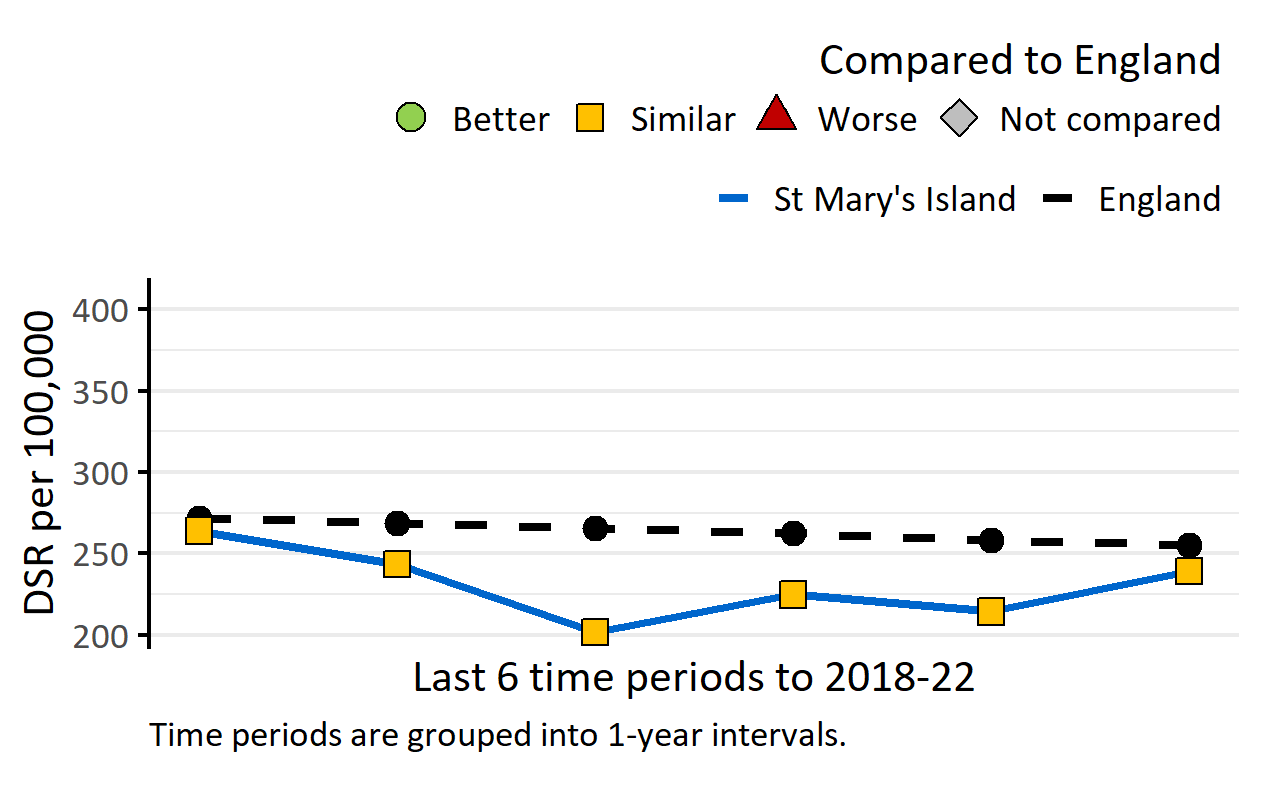 Compared to England
Better Similar Worse Not compared
St Mary's Island England
DSR per 100,000
400
350
300
250
200
Last 6 time periods to 2018-22
Time periods are grouped into 1-year intervals.